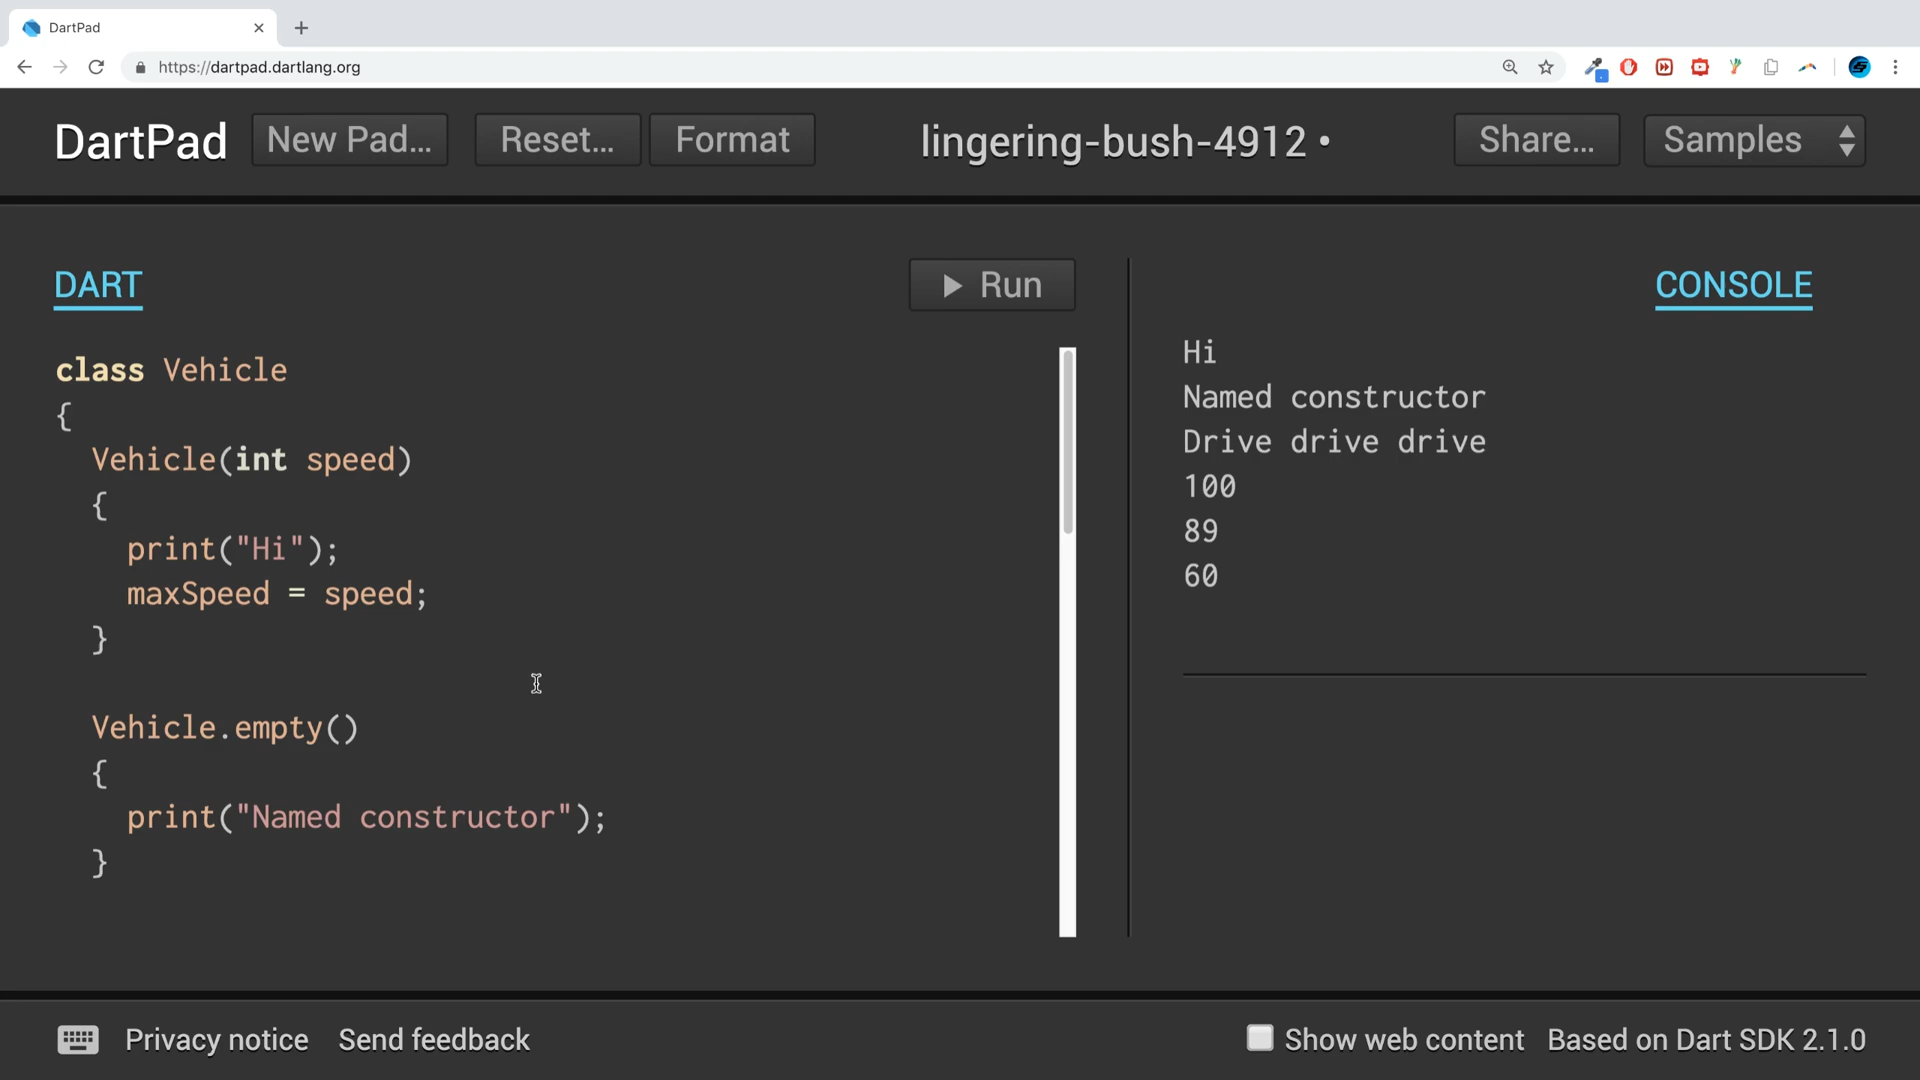 DartPad
https://dartpad.dartlang.org
DartPad
New Pad...
Reset...
Format
lingering-bush-4912 •
Share...
Samples
DART
Run
class Vehicle
{
  Vehicle(int speed)
  {
    print("Hi");
    maxSpeed = speed;
  }
  Vehicle.empty()
  {
    print("Named constructor");
  }
CONSOLE
Hi
Named constructor
Drive drive drive
100
89
60
Privacy notice
Send feedback
Show web content
Based on Dart SDK 2.1.0